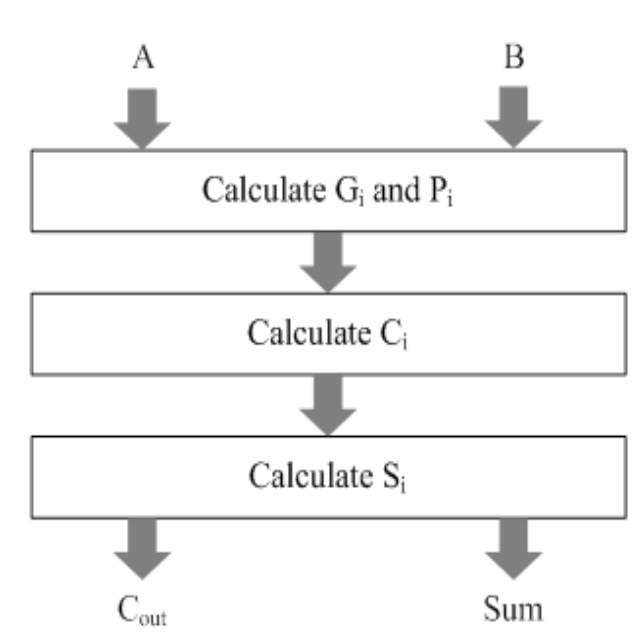 A B
Calculate Gi and Pi
Calculate Ci
Calculate Si
Cout Sum